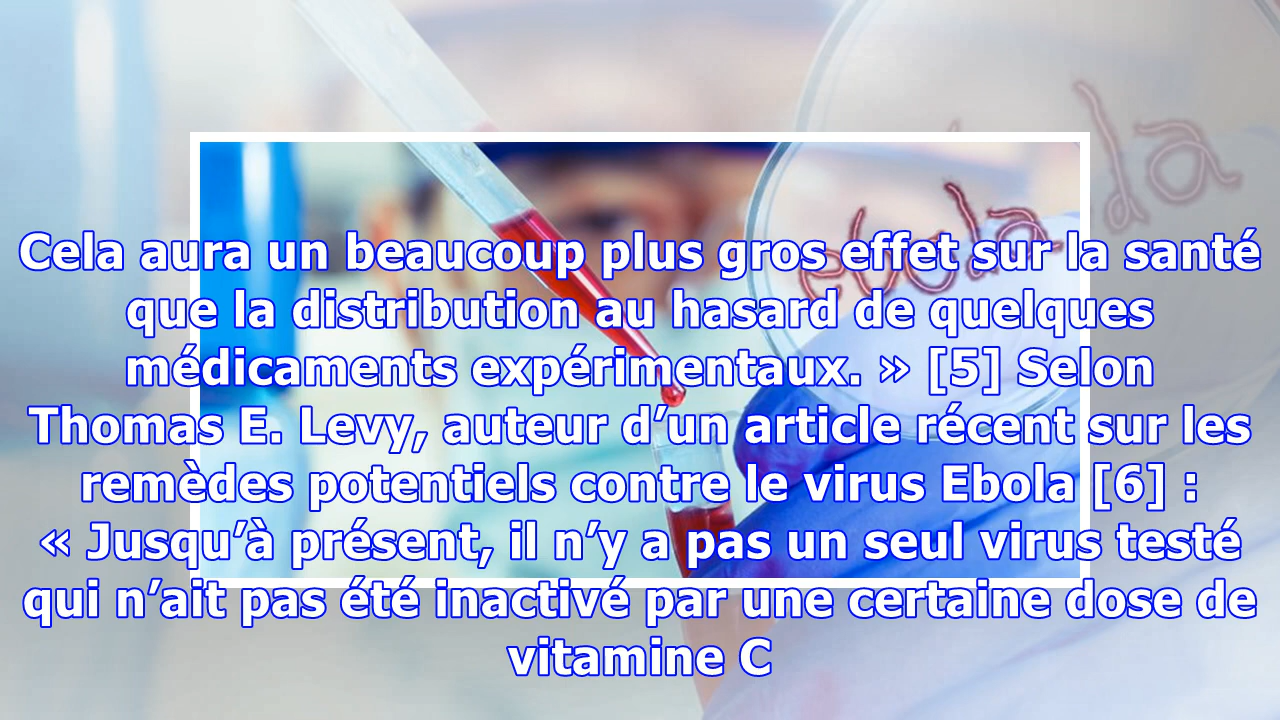 ebola
Cela aura un beaucoup plus gros effet sur la santé
que la distribution au hasard de quelques
médicaments expérimentaux. » [5] Selon
Thomas E. Levy, auteur d’un article récent sur les
remèdes potentiels contre le virus Ebola [6] :
« Jusqu’à présent, il n’y a pas un seul virus testé
qui n’ait pas été inactivé par une certaine dose de
vitamine C